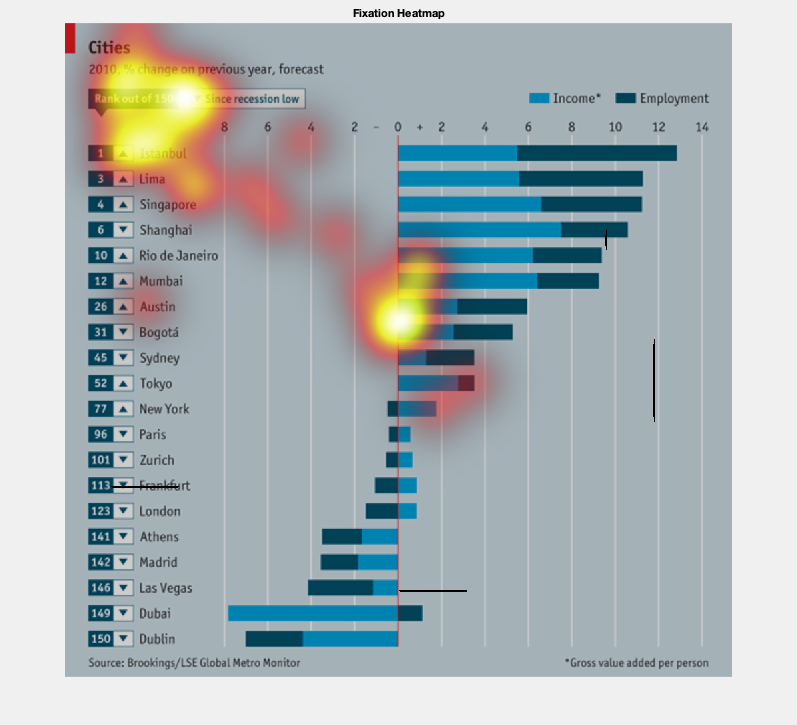 Fixation Heatmap
Cities
2010, % change on previous year, forecast
Rank out of 150 Since recession low
Income* Employment
8 6 4 2 – 0 + 2 4 6 8 10 12 14
1 Istanbul
3 Lima
4 Singapore
6 Shanghai
10 Rio de Janeiro
12 Mumbai
26 Austin
31 Bogotá
45 Sydney
52 Tokyo
77 New York
96 Paris
101 Zurich
113 Frankfurt
123 London
141 Athens
142 Madrid
146 Las Vegas
149 Dubai
150 Dublin
Source: Brookings/LSE Global Metro Monitor *Gross value added per person